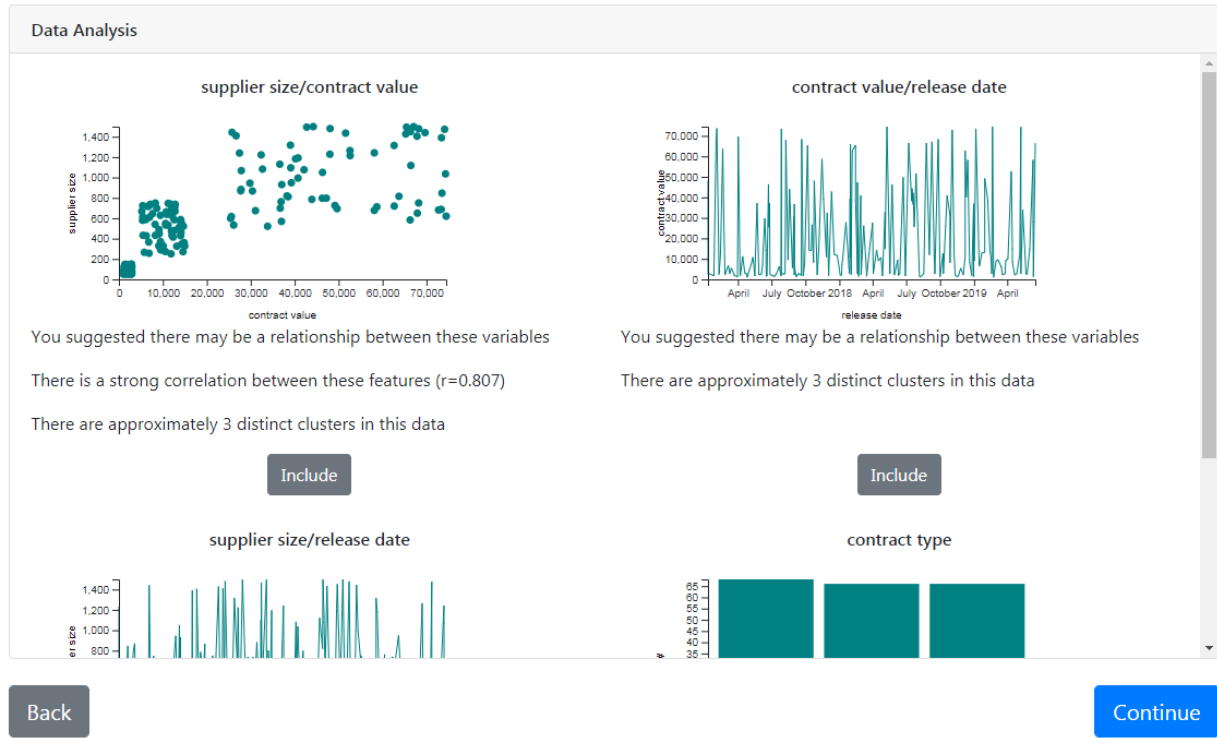 Data Analysis
supplier size/contract value
1,400
1,200
1,000
800
600
400
200
0
supplier size
0 10,000 20,000 30,000 40,000 50,000 60,000 70,000
contract value
You suggested there may be a relationship between these variables
There is a strong correlation between these features (r=0.807)
There are approximately 3 distinct clusters in this data
Include
contract value/release date
70,000
60,000
50,000
40,000
30,000
20,000
10,000
0
contract value
April July October 2018 April July October 2019 April
release date
You suggested there may be a relationship between these variables
There are approximately 3 distinct clusters in this data
Include
supplier size/release date
1,400
1,200
1,000
800
er size
contract type
65
60
55
50
45
40
35
#
Back
Continue